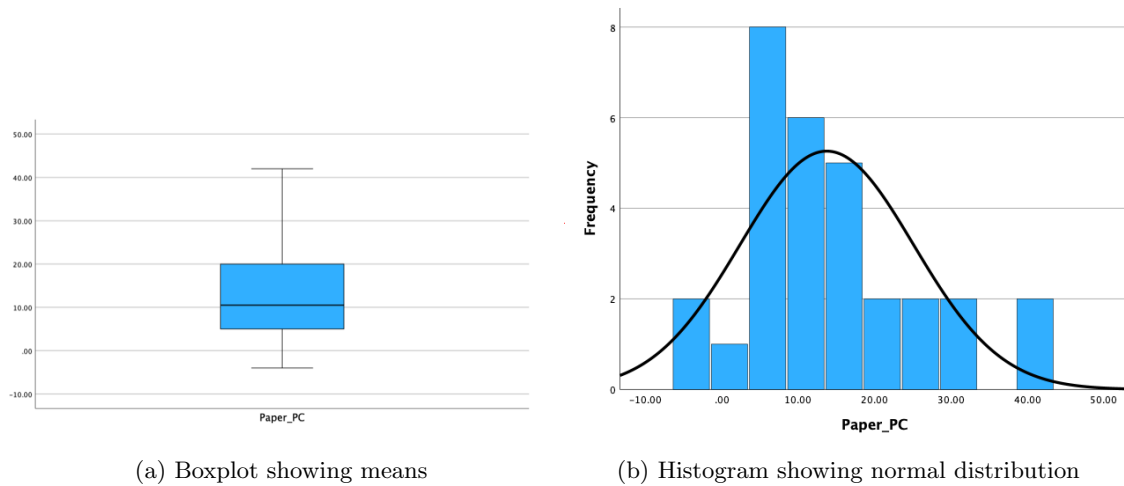 50.00
40.00
30.00
20.00
10.00
.00
-10.00
Paper_PC
(a) Boxplot showing means
8
6
4
2
0
Frequency
-10.00 .00 10.00 20.00 30.00 40.00 50.00
Paper_PC
(b) Histogram showing normal distribution